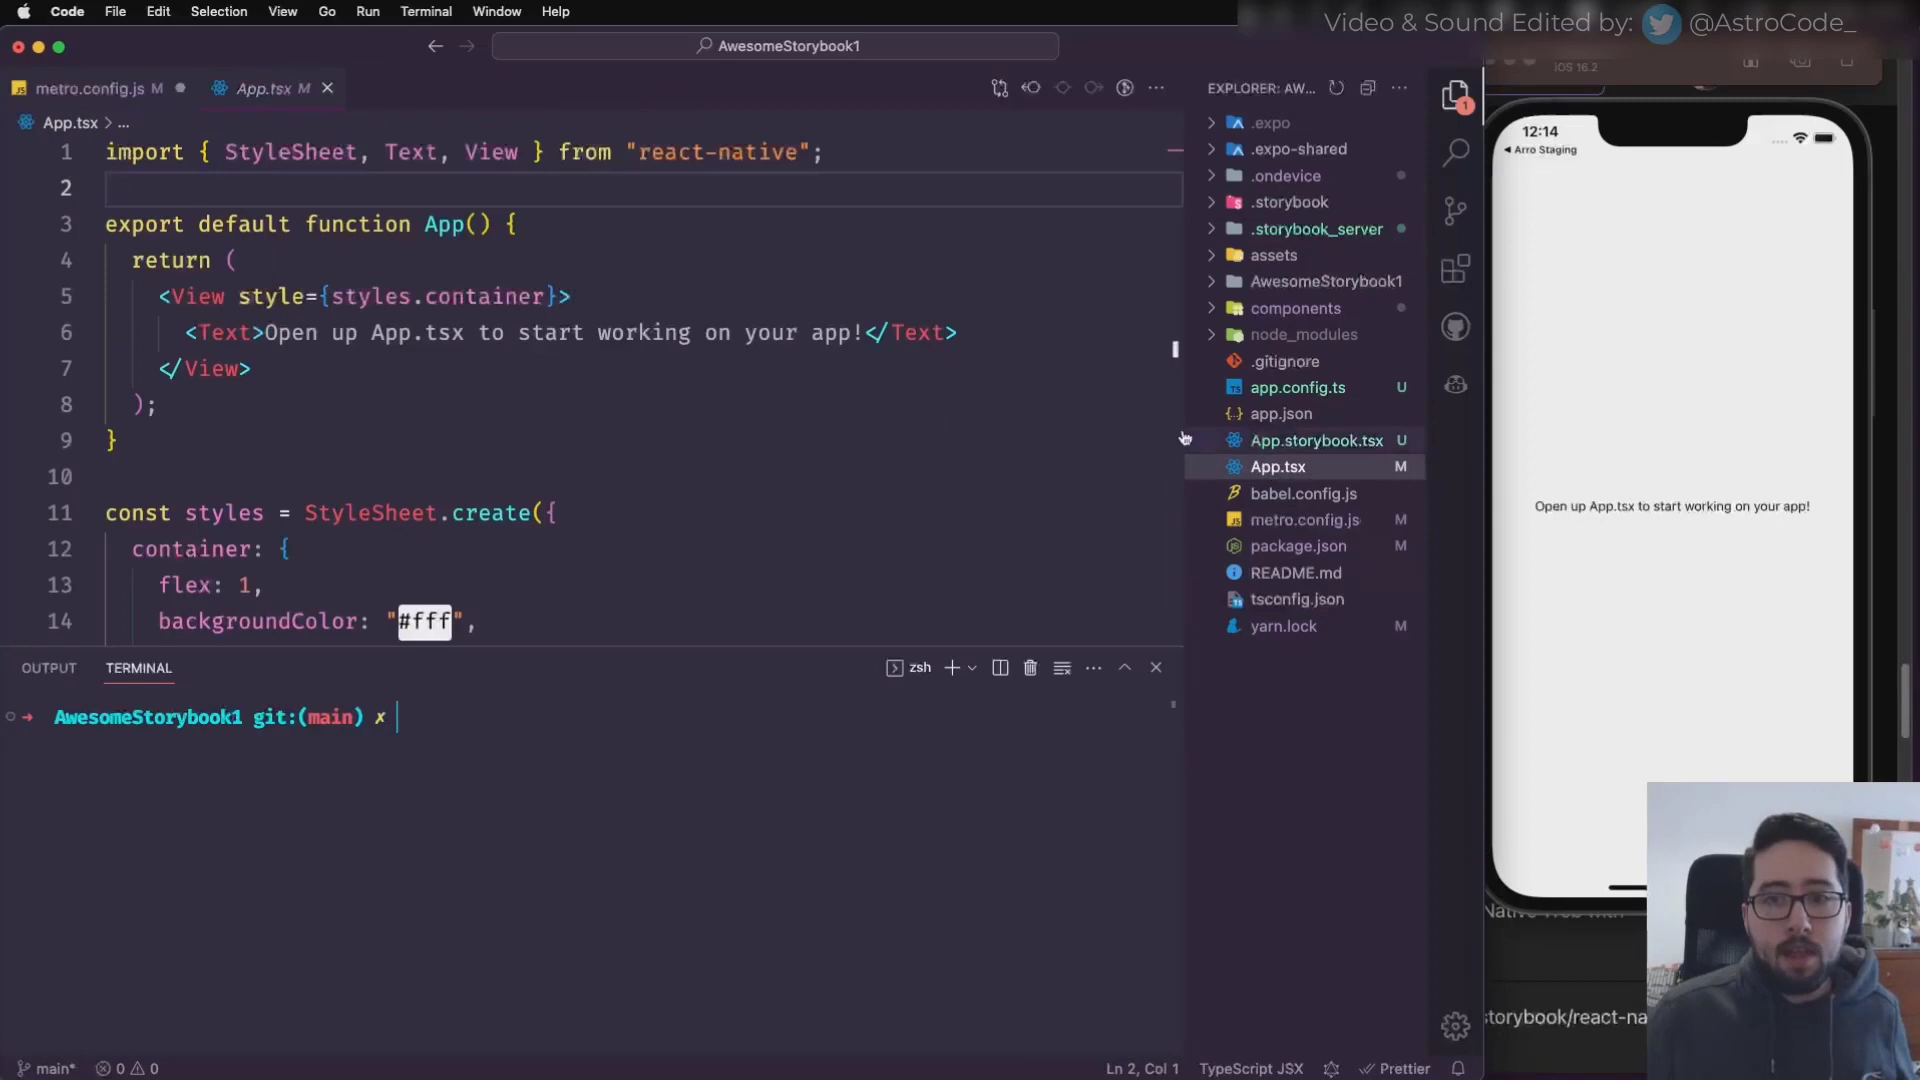 Code File Edit Selection View Go Run Terminal Window Help
Video & Sound Edited by: @AstroCode_
AwesomeStorybook1
metro.config.js M
App.tsx M
App.tsx > ...
1 import { StyleSheet, Text, View } from "react-native";
2
3 export default function App() {
4 return (
5 <View style={styles.container}>
6 <Text>Open up App.tsx to start working on your app!</Text>
7 </View>
8 );
9 }
10
11 const styles = StyleSheet.create({
12 container: {
13 flex: 1,
14 backgroundColor: "#fff",
OUTPUT TERMINAL
zsh
AwesomeStorybook1 git:(main) ✗
EXPLORER: AW...
.expo
.expo-shared
.ondevice
.storybook
.storybook_server
assets
AwesomeStorybook1
components
node_modules
.gitignore
app.config.ts U
app.json
App.storybook.tsx U
App.tsx M
babel.config.js
metro.config.js M
package.json M
README.md
tsconfig.json
yarn.lock M
1
iOS 16.2
12:14
Arro Staging
Open up App.tsx to start working on your app!
storybook/react-na
main* 0 0
Ln 2, Col 1 TypeScript JSX Prettier